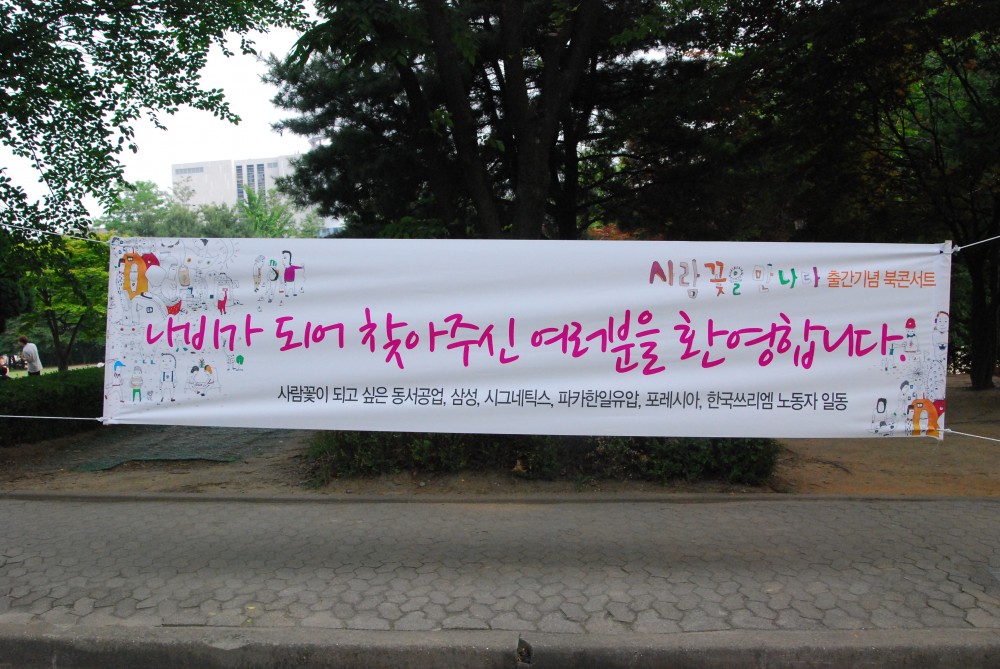 사람꽃을 만나다 출간기념 북콘서트
나비가 되어 찾아주신 여러분을 환영합니다.
사람꽃이 되고 싶은 동서공업, 삼성, 시그네틱스, 파카한일유압, 포레시아, 한국쓰리엠 노동자 일동